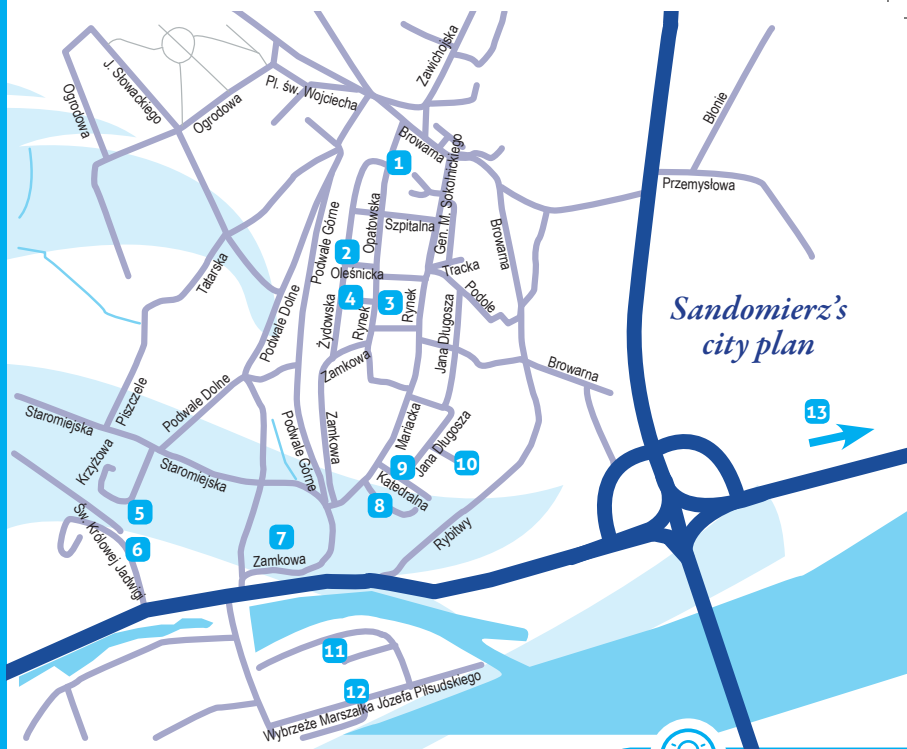 Zawichojska
J. Słowackiego
Ogrodowa
Ogrodowa
Pl. św. Wojciecha
Błonie
Browarna
1
Gen. M. Sokolnickiego
Przemysłowa
Opatowska
Szpitalna
Podwale Górne
Browarna
2
Oleśnicka
Tracka
Tatarska
Podole
4
3
Rynek
Rynek
Żydowska
Podwale Dolne
Jana Długosza
Sandomierz's
city plan
Zamkowa
Browarna
Piszczele
Podwale Dolne
Staromiejska
13
Mariacka
Zamkowa
Podwale Górne
Jana Długosza
Krzyżowa
Staromiejska
9
10
Katedralna
8
5
Św. Królowej Jadwigi
6
7
Zamkowa
Rybitwy
11
12
Wybrzeże Marszałka Józefa Piłsudskiego